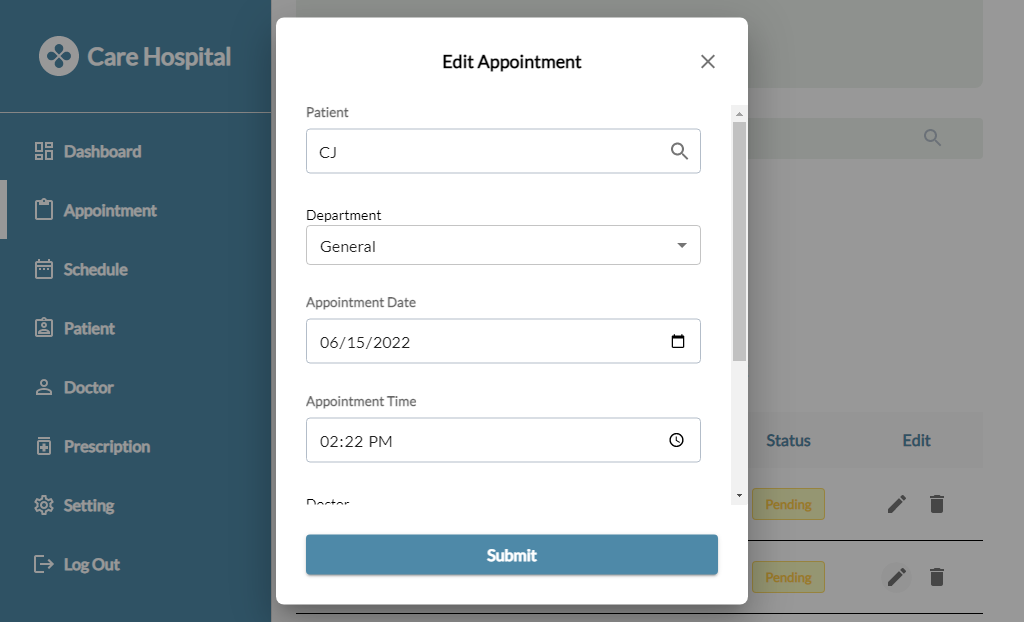 Care Hospital
Dashboard
Appointment
Schedule
Patient
Doctor
Prescription
Setting
Log Out
Edit Appointment
Patient
CJ
Department
General
Appointment Date
06/15/2022
Appointment Time
02:22 PM
Doctor
Submit
Status Edit
Pending
Pending